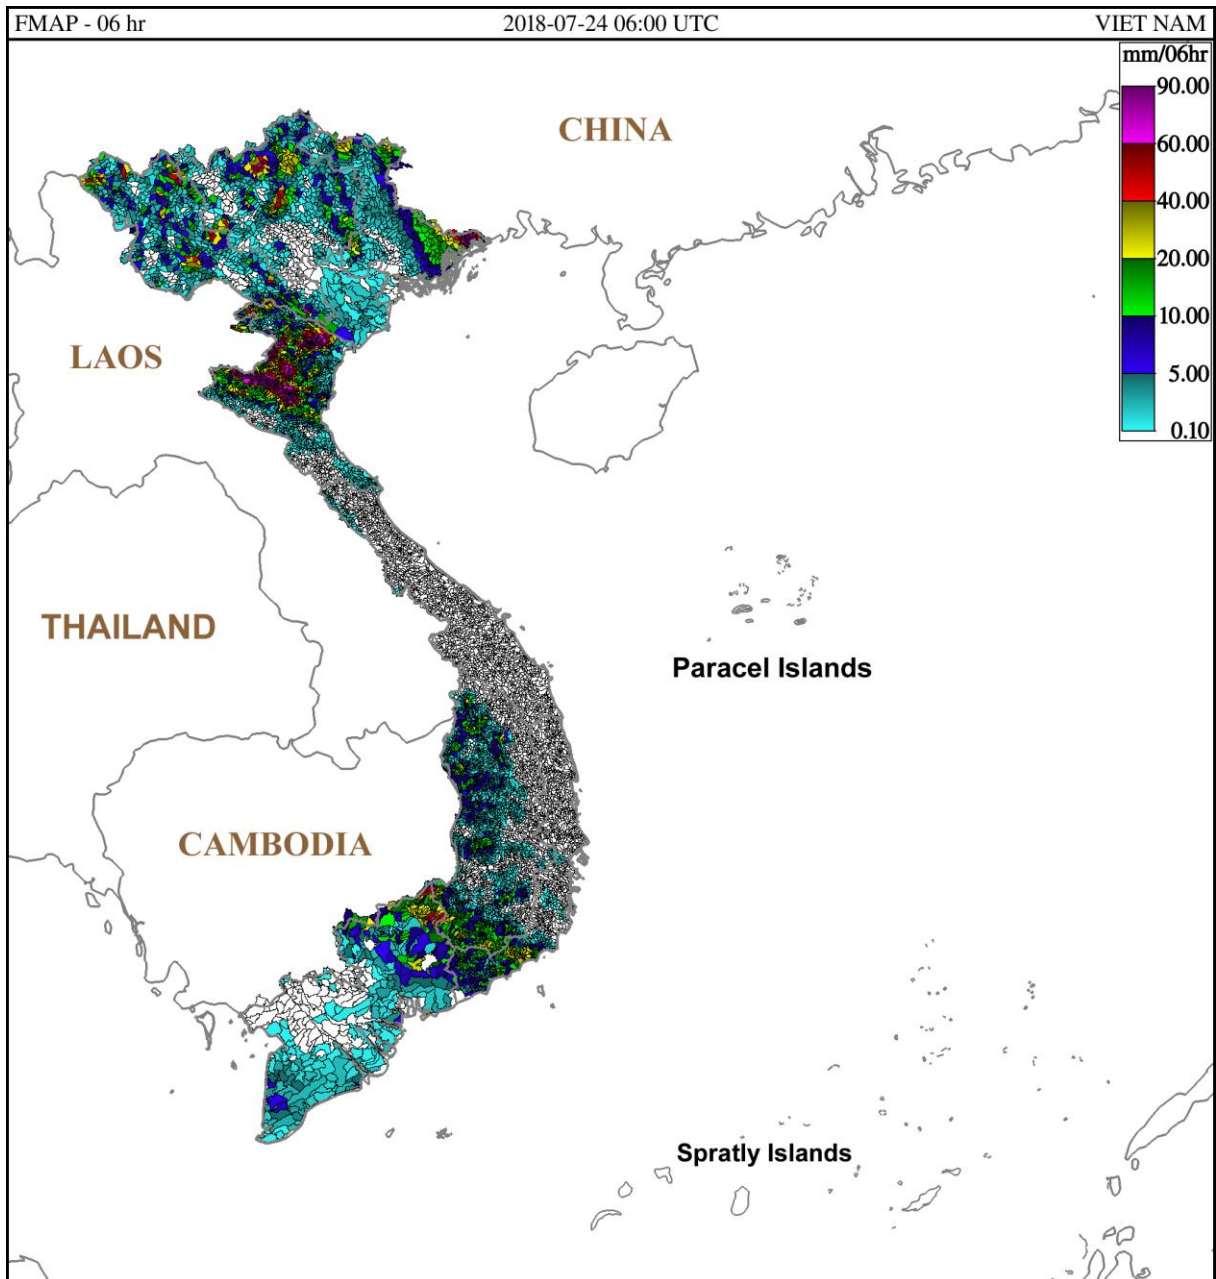 FMAP - 06 hr 2018-07-24 06:00 UTC VIET NAM
mm/06hr
90.00
CHINA
60.00
40.00
20.00
10.00
LAOS
5.00
0.10
THAILAND
Paracel Islands
CAMBODIA
Spratly Islands